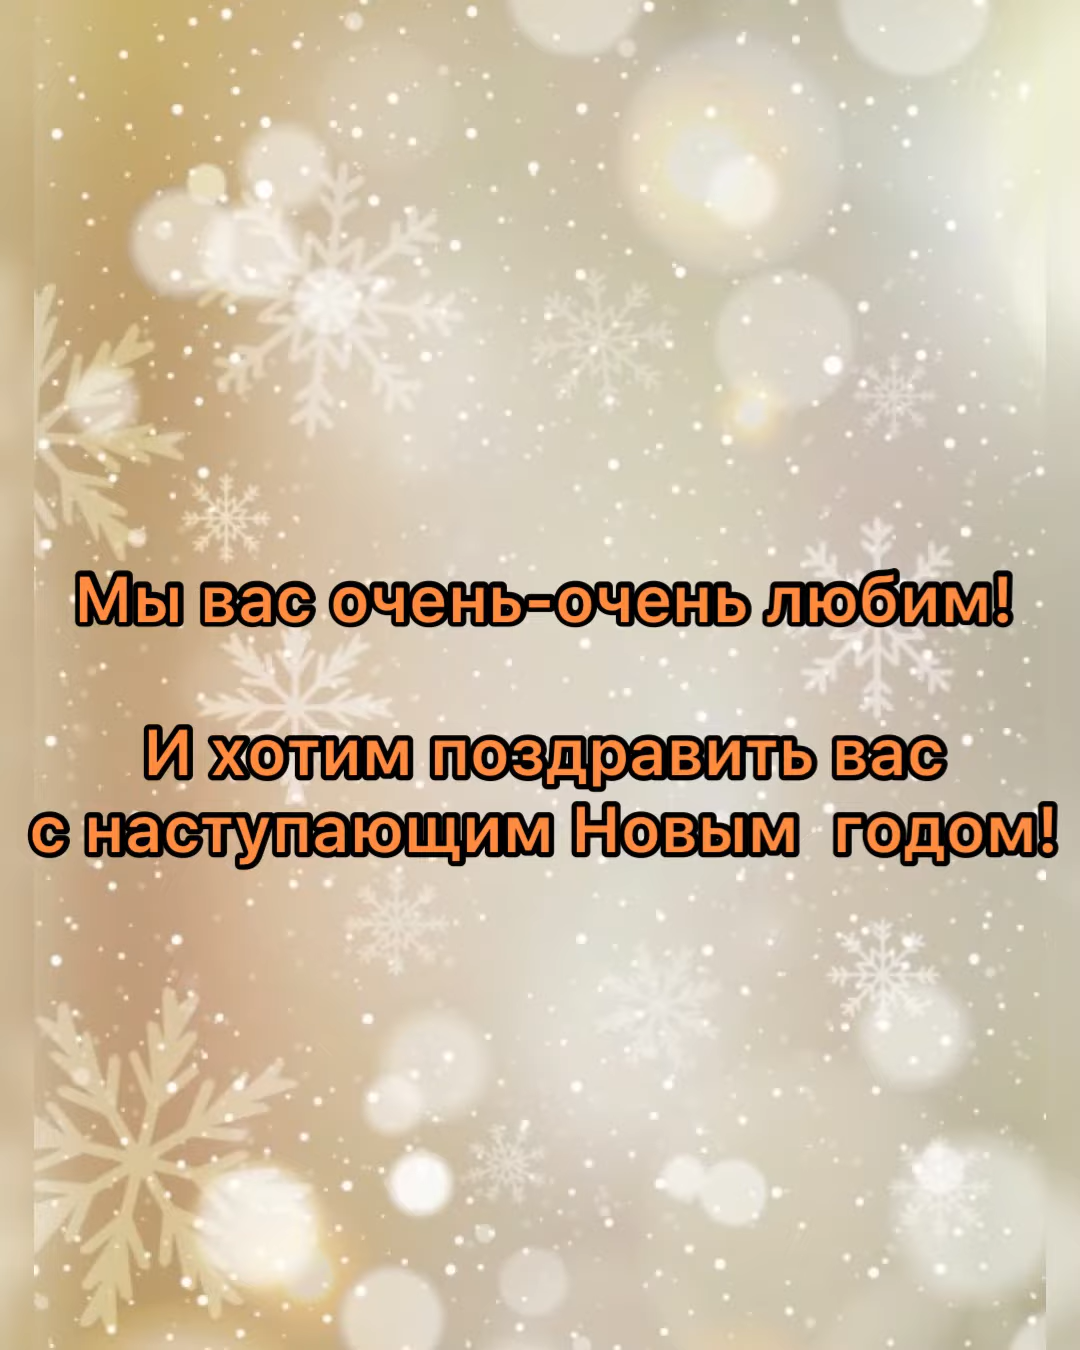 Мы вас очень-очень любим!
И хотим поздравить вас
с наступающим Новым  годом!